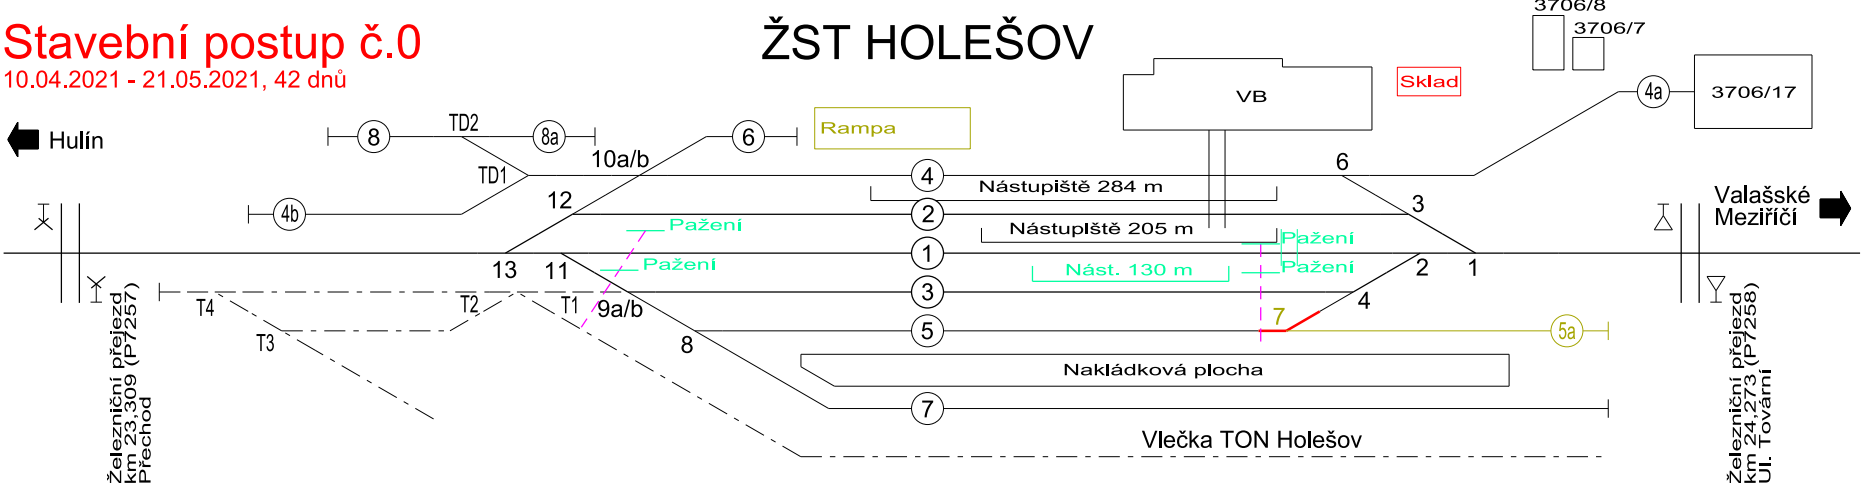 Stavební postup č.0
10.04.2021 - 21.05.2021, 42 dnů
ŽST HOLEŠOV
3706/8
3706/7
3706/17
4a
Sklad
VB
Rampa
Hulín
8
TD2
8a
6
10a/b
TD1
4
Nástupiště 284 m
6
4b
12
2
3
Valašské
Meziříčí
Pažení
Nástupiště 205 m
Pažení
13
11
Pažení
1
Nást. 130 m
Pažení
2
1
T4
T2
T1
9a/b
3
4
T3
8
5
7
5a
Nakládková plocha
7
Vlečka TON Holešov
Železniční přejezd
km 23,309 (P7257)
Přechod
Železniční přejezd
km 24,273 (P7258)
Ul. Tovární